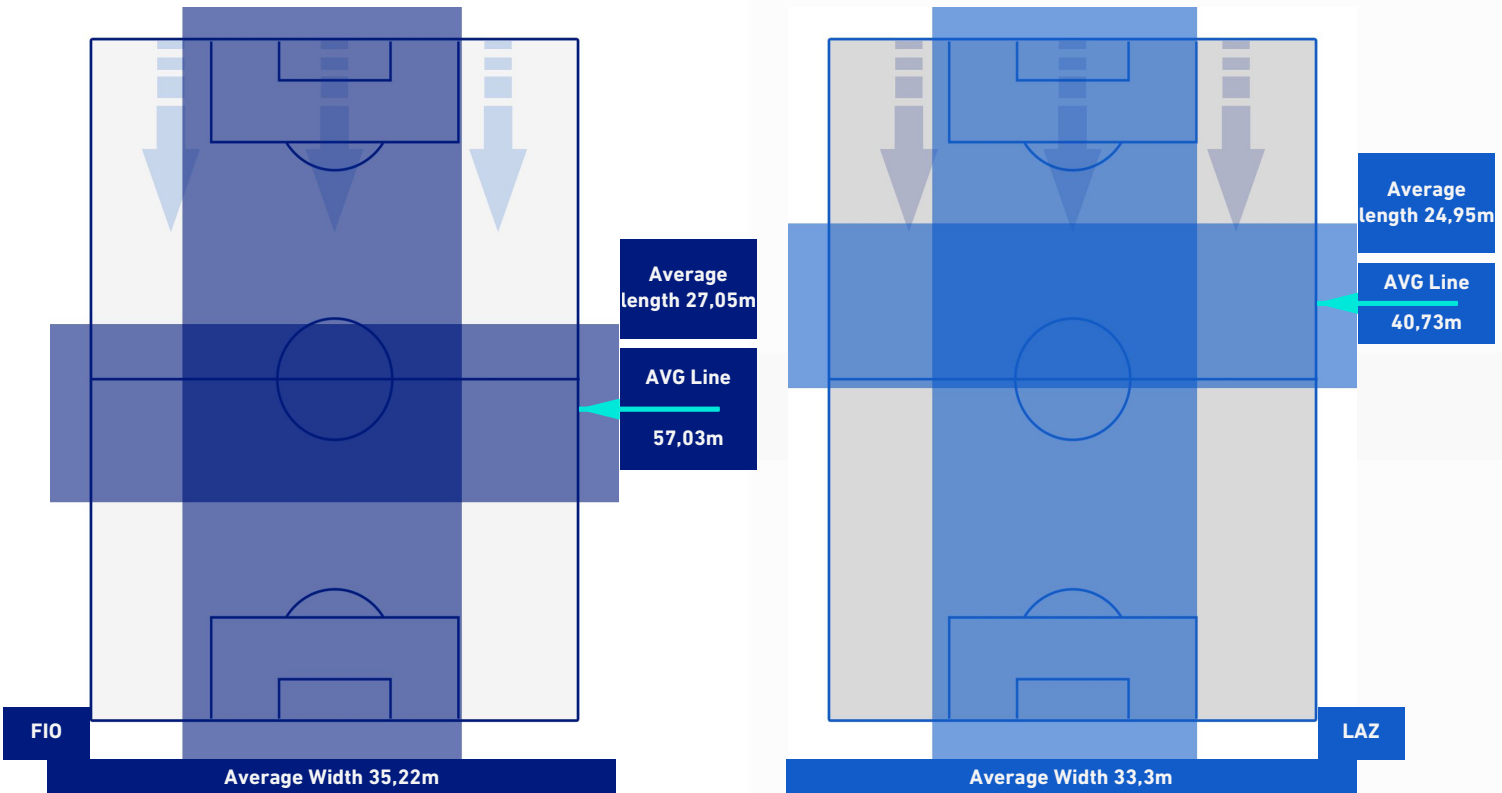 Average
length 27,05m
AVG Line
57,03m
FIO
Average Width 35,22m
Average
length 24,95m
AVG Line
40,73m
LAZ
Average Width 33,3m